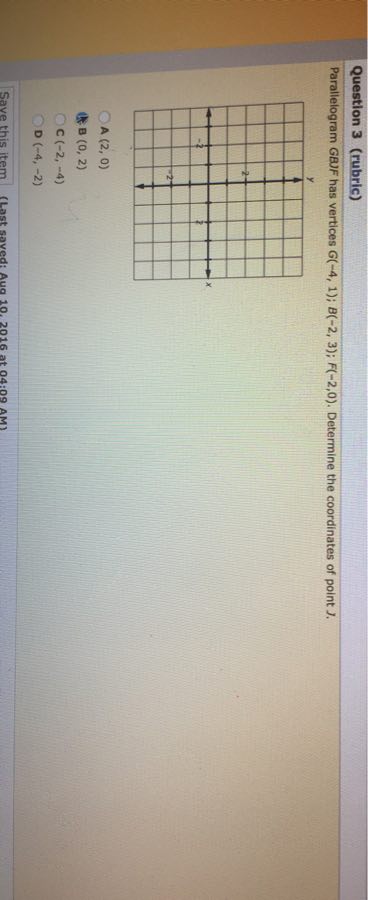 Question 3 (rubric)
Parallelogram GBJF has vertices G(-4, 1); B(-2, 3); F(-2,0). Determine the coordinates of point J.
y
2
-2
2
x
-2
A (2, 0)
B (0, 2)
C (-2, -4)
D (-4, -2)
Save this item (Last saved: Aug 10, 2016 at 04:09 AM)